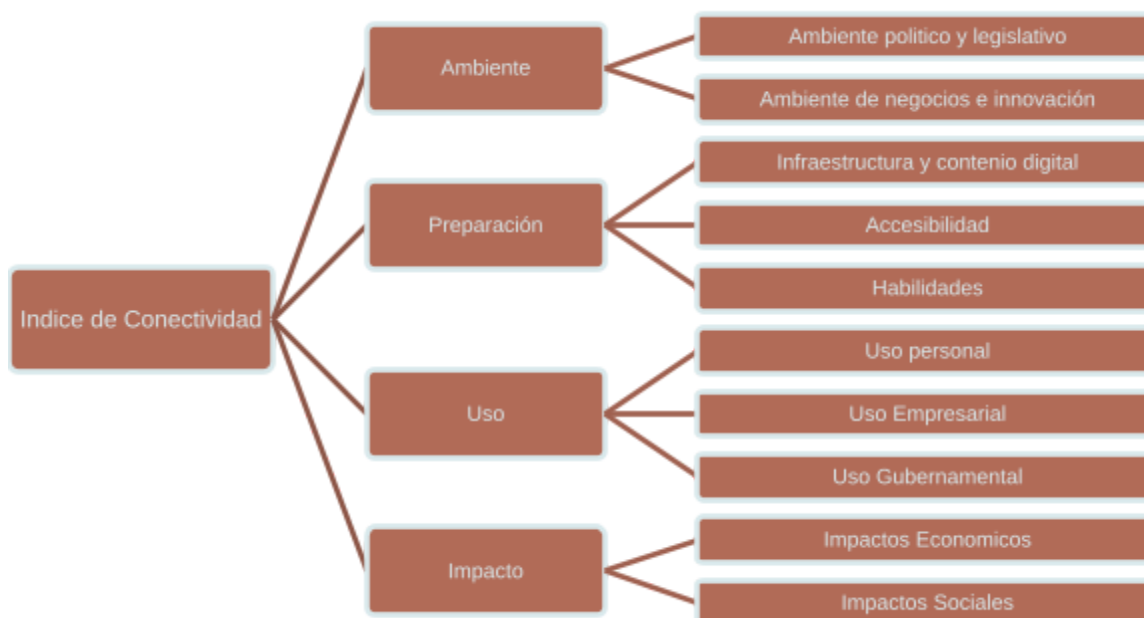 Indice de Conectividad
Ambiente
Ambiente politico y legislativo
Ambiente de negocios e innovación
Preparación
Infraestructura y contenio digital
Accesibilidad
Habilidades
Uso
Uso personal
Uso Empresarial
Uso Gubernamental
Impacto
Impactos Economicos
Impactos Sociales